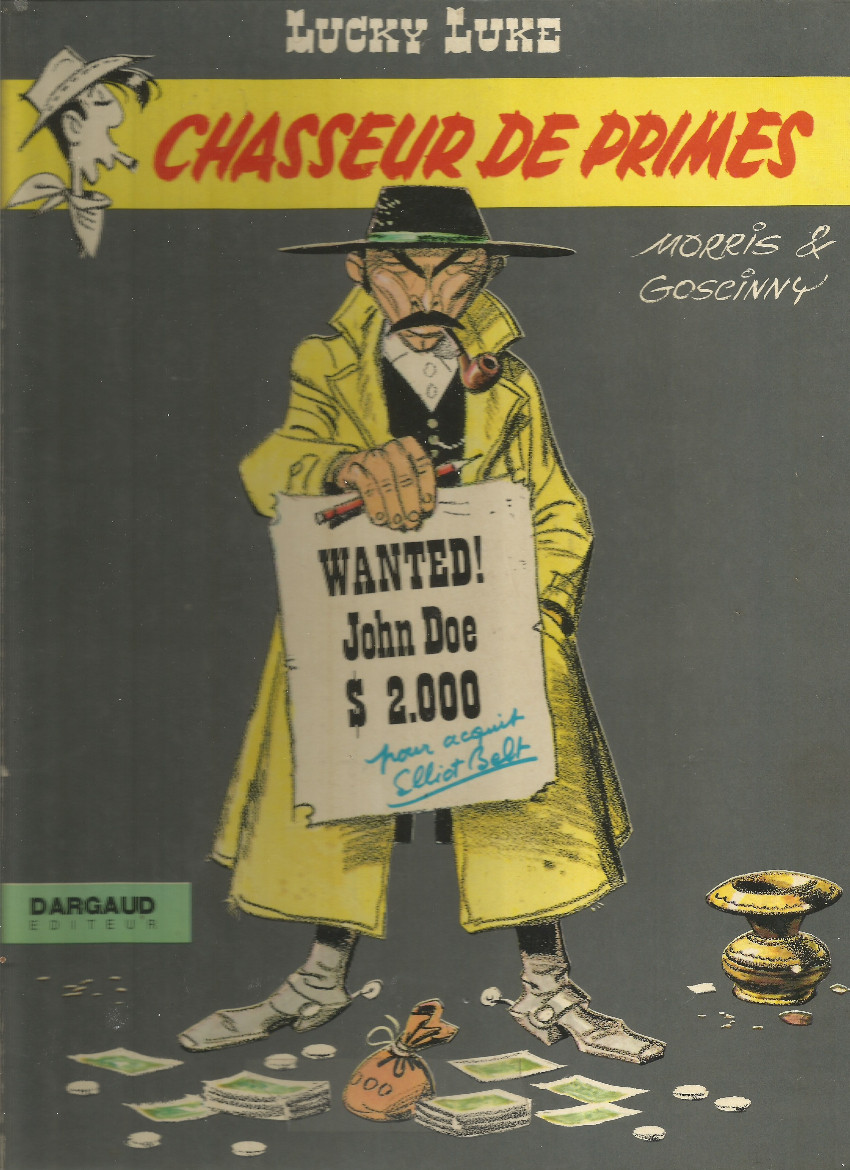 LUCKY LUKE
CHASSEUR DE PRIMES
MORRIS &
GOSCINNY
WANTED!
John Doe
$ 2.000
pour acquit
Elliot Belt
DARGAUD
EDITEUR